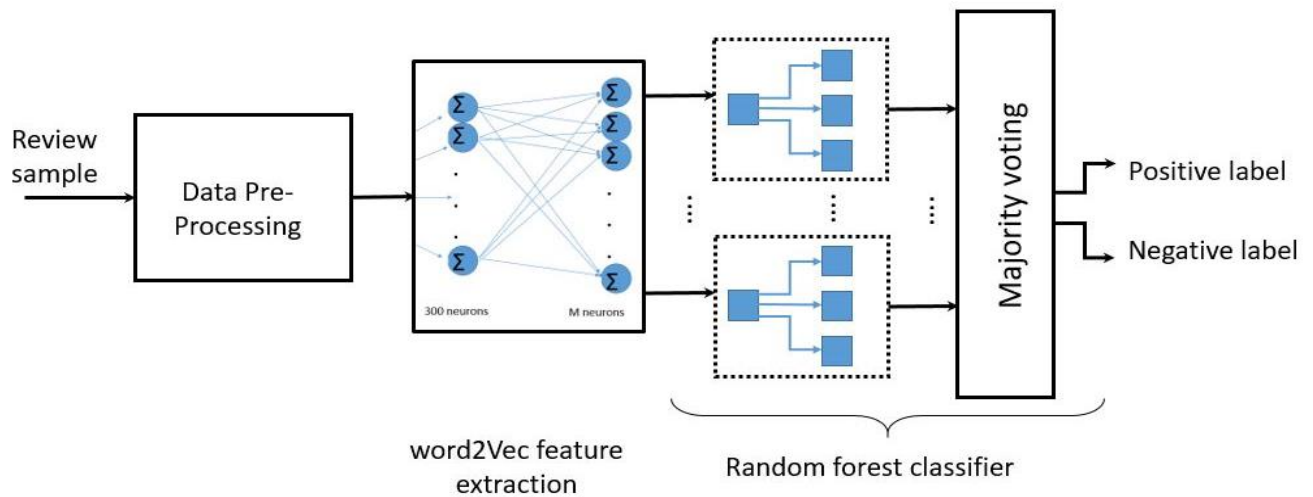 Review
sample
Data Pre-
Processing
Σ
Σ
Σ
300 neurons
Σ
Σ
Σ
Σ
M neurons
word2Vec feature
extraction
Random forest classifier
Majority voting
Positive label
Negative label